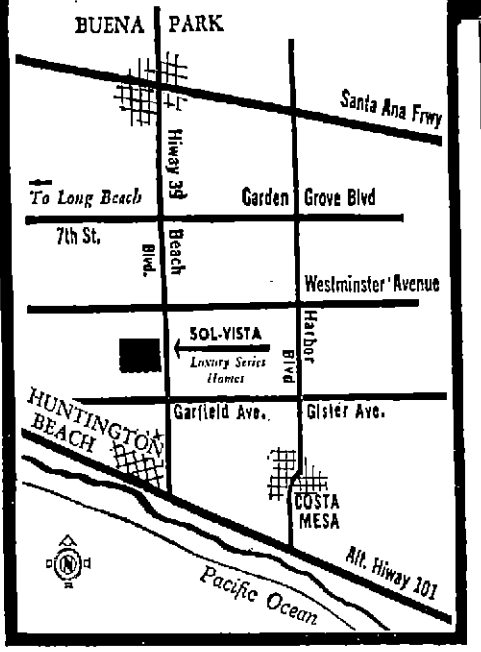 BUENA PARK
Santa Ana Frwy
Hiway 39
To Long Beach
Garden Grove Blvd
7th St.
Beach
Blvd.
Westminster Avenue
SOL-VISTA
Luxury Series
Homes
Harbor
Blvd
HUNTINGTON
BEACH
Garfield Ave.
Gisler Ave.
COSTA
MESA
Alt. Hiway 101
N
Pacific Ocean